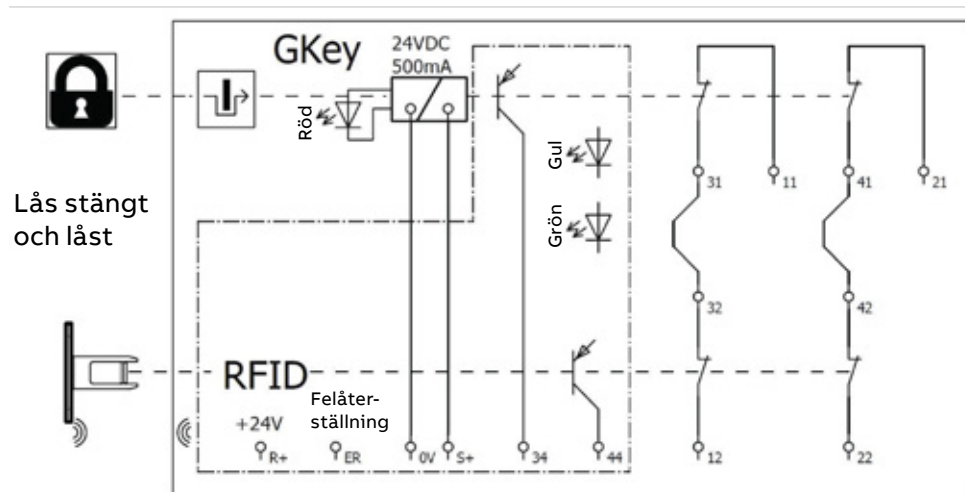 GKey
24VDC
500mA
Röd
Gul
Grön
31
11
41
21
Lås stängt
och låst
32
42
RFID
Felåter-
ställning
+24V
R+
ER
0V
S+
34
44
12
22